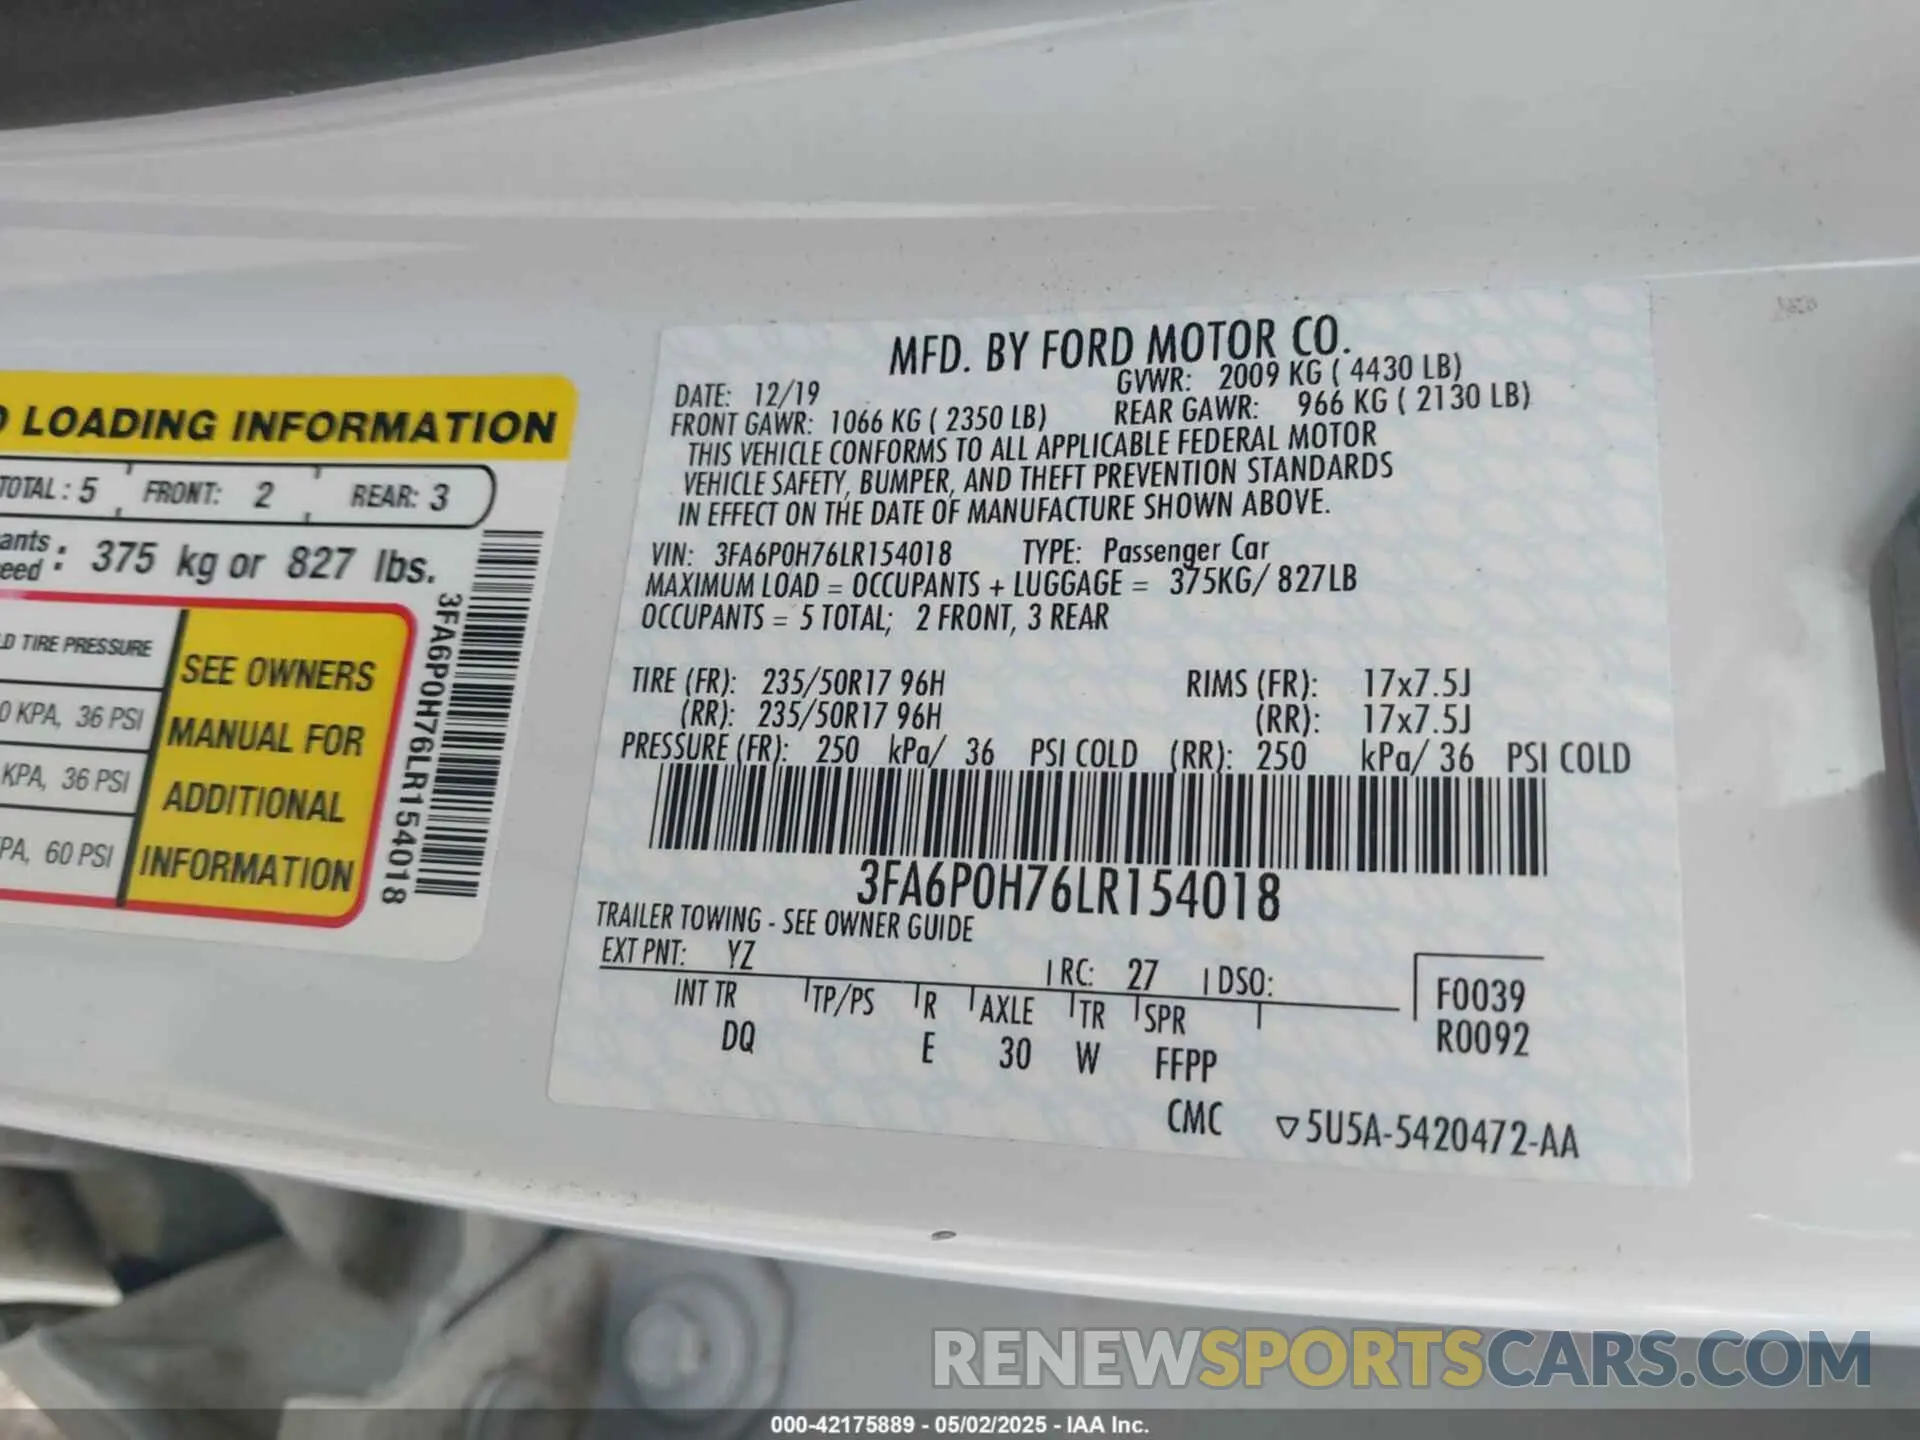 LOADING INFORMATION
TOTAL: 5 FRONT: 2 REAR: 3
375 kg or 827 lbs.
TIRE PRESSURE
KPA, 36 PSI
KPA, 36 PSI
60 PSI
SEE OWNERS
MANUAL FOR
ADDITIONAL
INFORMATION
3FA6P0H76LR154018
MFD. BY FORD MOTOR CO.
DATE: 12/19 GVWR: 2009 KG ( 4430 LB)
FRONT GAWR: 1066 KG ( 2350 LB) REAR GAWR: 966 KG ( 2130 LB)
THIS VEHICLE CONFORMS TO ALL APPLICABLE FEDERAL MOTOR
VEHICLE SAFETY, BUMPER, AND THEFT PREVENTION STANDARDS
IN EFFECT ON THE DATE OF MANUFACTURE SHOWN ABOVE.
VIN: 3FA6P0H76LR154018 TYPE: Passenger Car
MAXIMUM LOAD = OCCUPANTS + LUGGAGE = 375KG/ 827LB
OCCUPANTS = 5 TOTAL; 2 FRONT, 3 REAR
TIRE (FR): 235/50R17 96H RIMS (FR): 17x7.5J
(RR): 235/50R17 96H (RR): 17x7.5J
PRESSURE (FR): 250 kPa/ 36 PSI COLD (RR): 250 kPa/ 36 PSI COLD
3FA6P0H76LR154018
TRAILER TOWING - SEE OWNER GUIDE
EXT PNT: YZ RC: 27 DSO:
INT TR TP/PS R AXLE TR SPR
DQ E 30 W FFPP
F0039
R0092
CMC ▽5U5A-5420472-AA
RENEWSPORTSCARS.COM
000-42175889 - 05/02/2025 - IAA Inc.